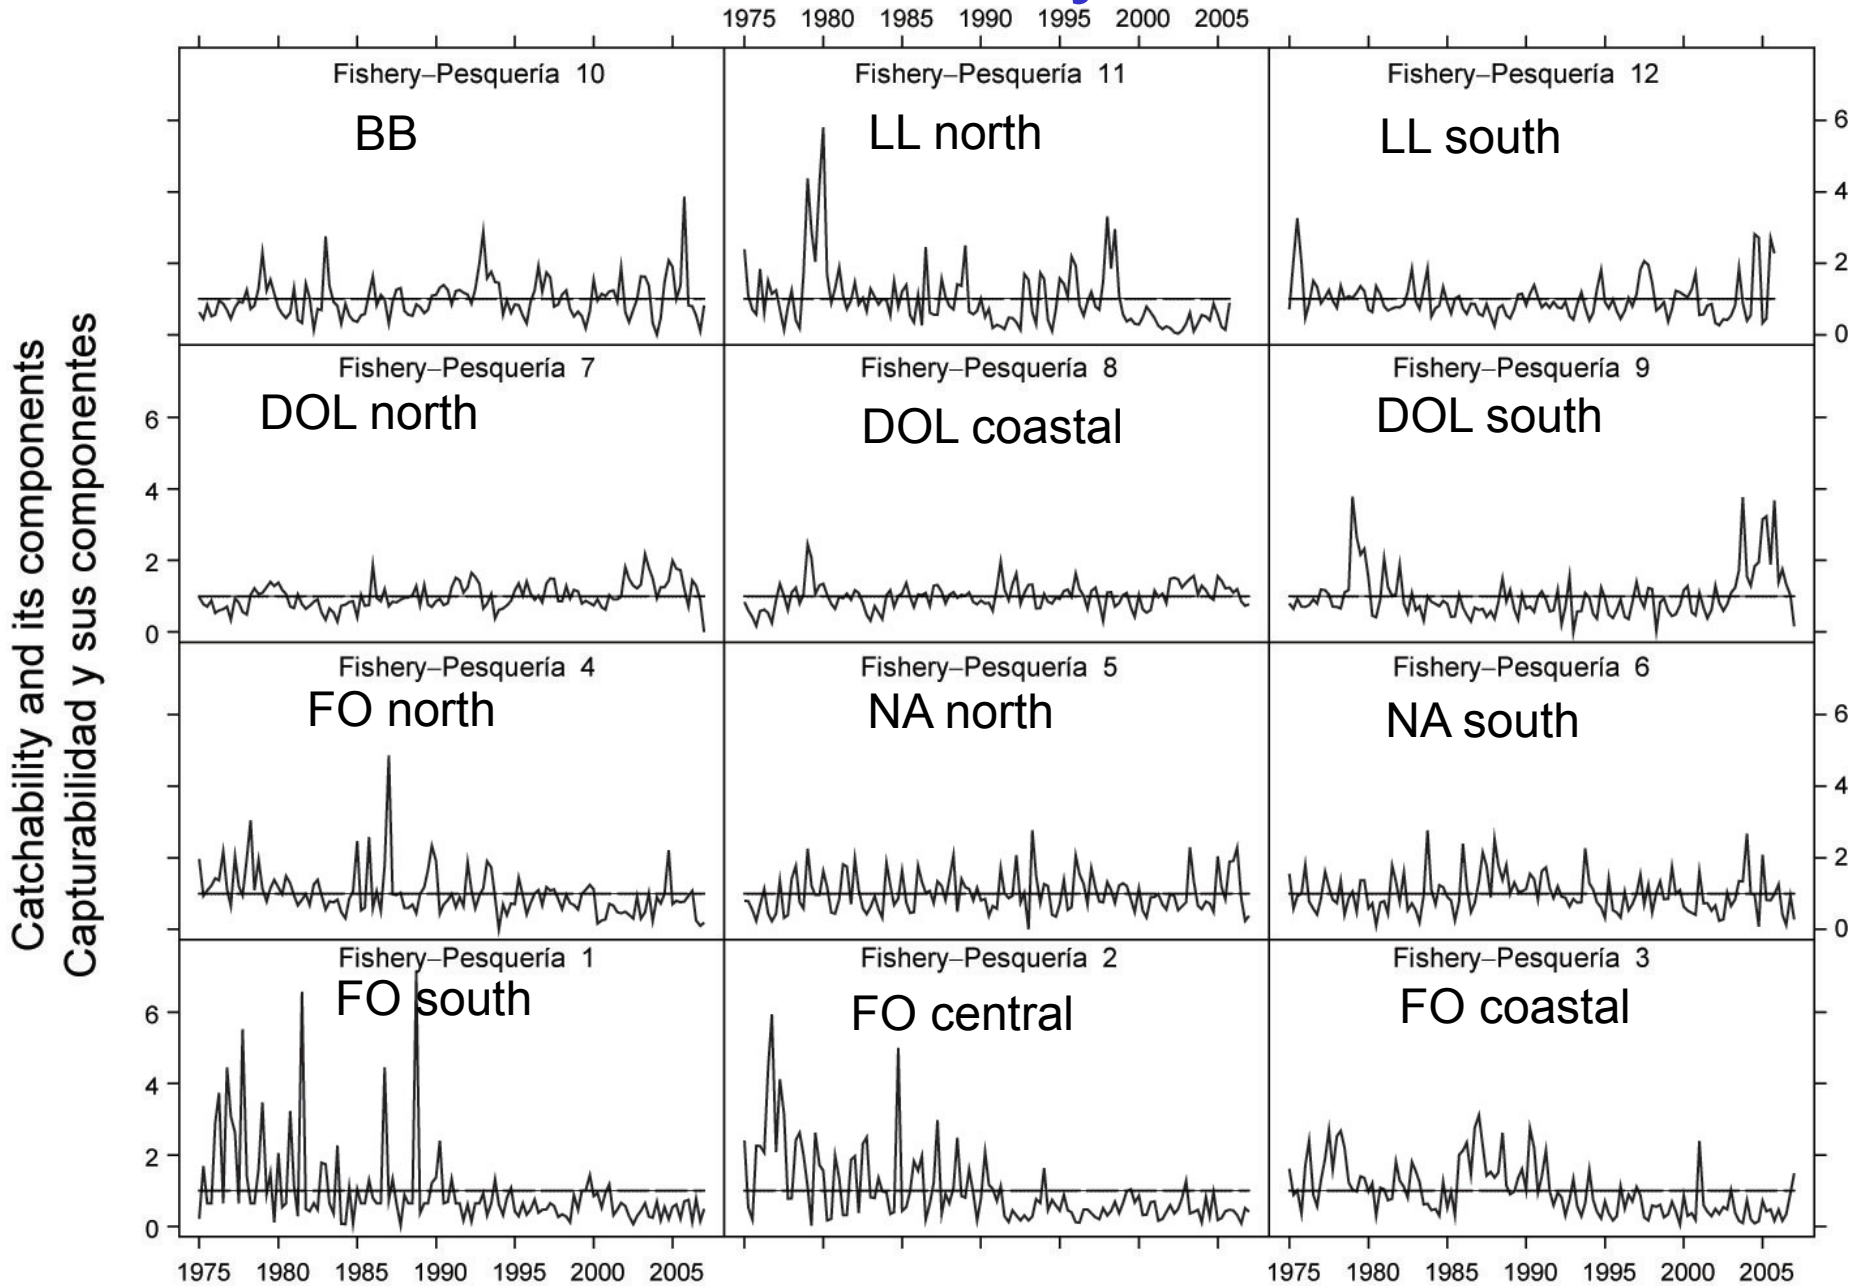 1975 1980 1985 1990 1995 2000 2005
Fishery–Pesquería 10
BB
Fishery–Pesquería 11
LL north
Fishery–Pesquería 12
LL south
6
4
2
0
Fishery–Pesquería 7
DOL north
Fishery–Pesquería 8
DOL coastal
Fishery–Pesquería 9
DOL south
6
4
2
0
Fishery–Pesquería 4
FO north
Fishery–Pesquería 5
NA north
Fishery–Pesquería 6
NA south
6
4
2
0
Fishery–Pesquería 1
FO south
Fishery–Pesquería 2
FO central
Fishery–Pesquería 3
FO coastal
6
4
2
0
1975 1980 1985 1990 1995 2000 2005
1975 1980 1985 1990 1995 2000 2005
Catchability and its components
Capturabilidad y sus componentes